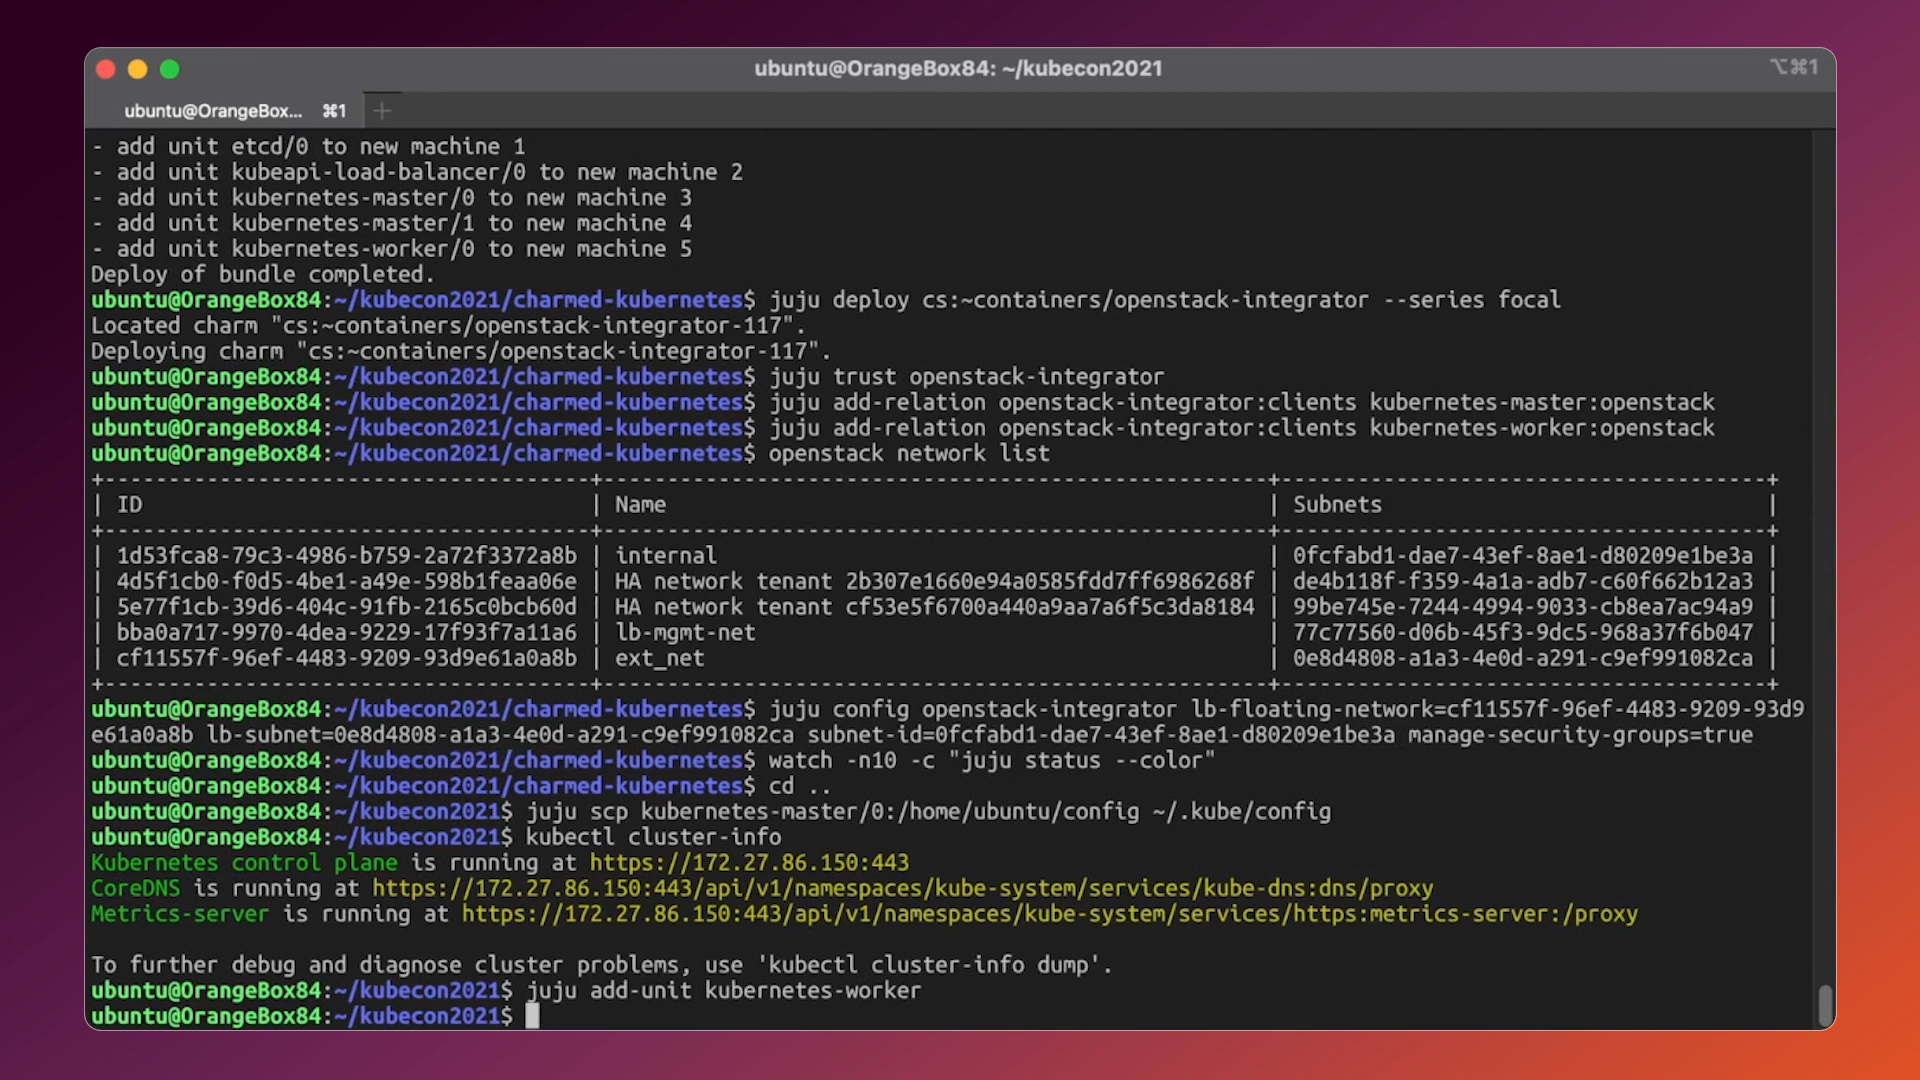 ubuntu@OrangeBox84: ~/kubecon2021
⌥⌘1
ubuntu@OrangeBox... ⌘1 +
- add unit etcd/0 to new machine 1
- add unit kubeapi-load-balancer/0 to new machine 2
- add unit kubernetes-master/0 to new machine 3
- add unit kubernetes-master/1 to new machine 4
- add unit kubernetes-worker/0 to new machine 5
Deploy of bundle completed.
ubuntu@OrangeBox84:~/kubecon2021/charmed-kubernetes$ juju deploy cs:~containers/openstack-integrator --series focal
Located charm "cs:~containers/openstack-integrator-117".
Deploying charm "cs:~containers/openstack-integrator-117".
ubuntu@OrangeBox84:~/kubecon2021/charmed-kubernetes$ juju trust openstack-integrator
ubuntu@OrangeBox84:~/kubecon2021/charmed-kubernetes$ juju add-relation openstack-integrator:clients kubernetes-master:openstack
ubuntu@OrangeBox84:~/kubecon2021/charmed-kubernetes$ juju add-relation openstack-integrator:clients kubernetes-worker:openstack
ubuntu@OrangeBox84:~/kubecon2021/charmed-kubernetes$ openstack network list
+--------------------------------------+----------------------------------------------------+--------------------------------------+
| ID | Name | Subnets |
+--------------------------------------+----------------------------------------------------+--------------------------------------+
| 1d53fca8-79c3-4986-b759-2a72f3372a8b | internal | 0fcfabd1-dae7-43ef-8ae1-d80209e1be3a |
| 4d5f1cb0-f0d5-4be1-a49e-598b1feaa06e | HA network tenant 2b307e1660e94a0585fdd7ff6986268f | de4b118f-f359-4a1a-adb7-c60f662b12a3 |
| 5e77f1cb-39d6-404c-91fb-2165c0bcb60d | HA network tenant cf53e5f6700a440a9aa7a6f5c3da8184 | 99be745e-7244-4994-9033-cb8ea7ac94a9 |
| bba0a717-9970-4dea-9229-17f93f7a11a6 | lb-mgmt-net | 77c77560-d06b-45f3-9dc5-968a37f6b047 |
| cf11557f-96ef-4483-9209-93d9e61a0a8b | ext_net | 0e8d4808-a1a3-4e0d-a291-c9ef991082ca |
+--------------------------------------+----------------------------------------------------+--------------------------------------+
ubuntu@OrangeBox84:~/kubecon2021/charmed-kubernetes$ juju config openstack-integrator lb-floating-network=cf11557f-96ef-4483-9209-93d9
e61a0a8b lb-subnet=0e8d4808-a1a3-4e0d-a291-c9ef991082ca subnet-id=0fcfabd1-dae7-43ef-8ae1-d80209e1be3a manage-security-groups=true
ubuntu@OrangeBox84:~/kubecon2021/charmed-kubernetes$ watch -n10 -c "juju status --color"
ubuntu@OrangeBox84:~/kubecon2021/charmed-kubernetes$ cd ..
ubuntu@OrangeBox84:~/kubecon2021$ juju scp kubernetes-master/0:/home/ubuntu/config ~/.kube/config
ubuntu@OrangeBox84:~/kubecon2021$ kubectl cluster-info
Kubernetes control plane is running at https://172.27.86.150:443
CoreDNS is running at https://172.27.86.150:443/api/v1/namespaces/kube-system/services/kube-dns:dns/proxy
Metrics-server is running at https://172.27.86.150:443/api/v1/namespaces/kube-system/services/https:metrics-server:/proxy
To further debug and diagnose cluster problems, use 'kubectl cluster-info dump'.
ubuntu@OrangeBox84:~/kubecon2021$ juju add-unit kubernetes-worker
ubuntu@OrangeBox84:~/kubecon2021$